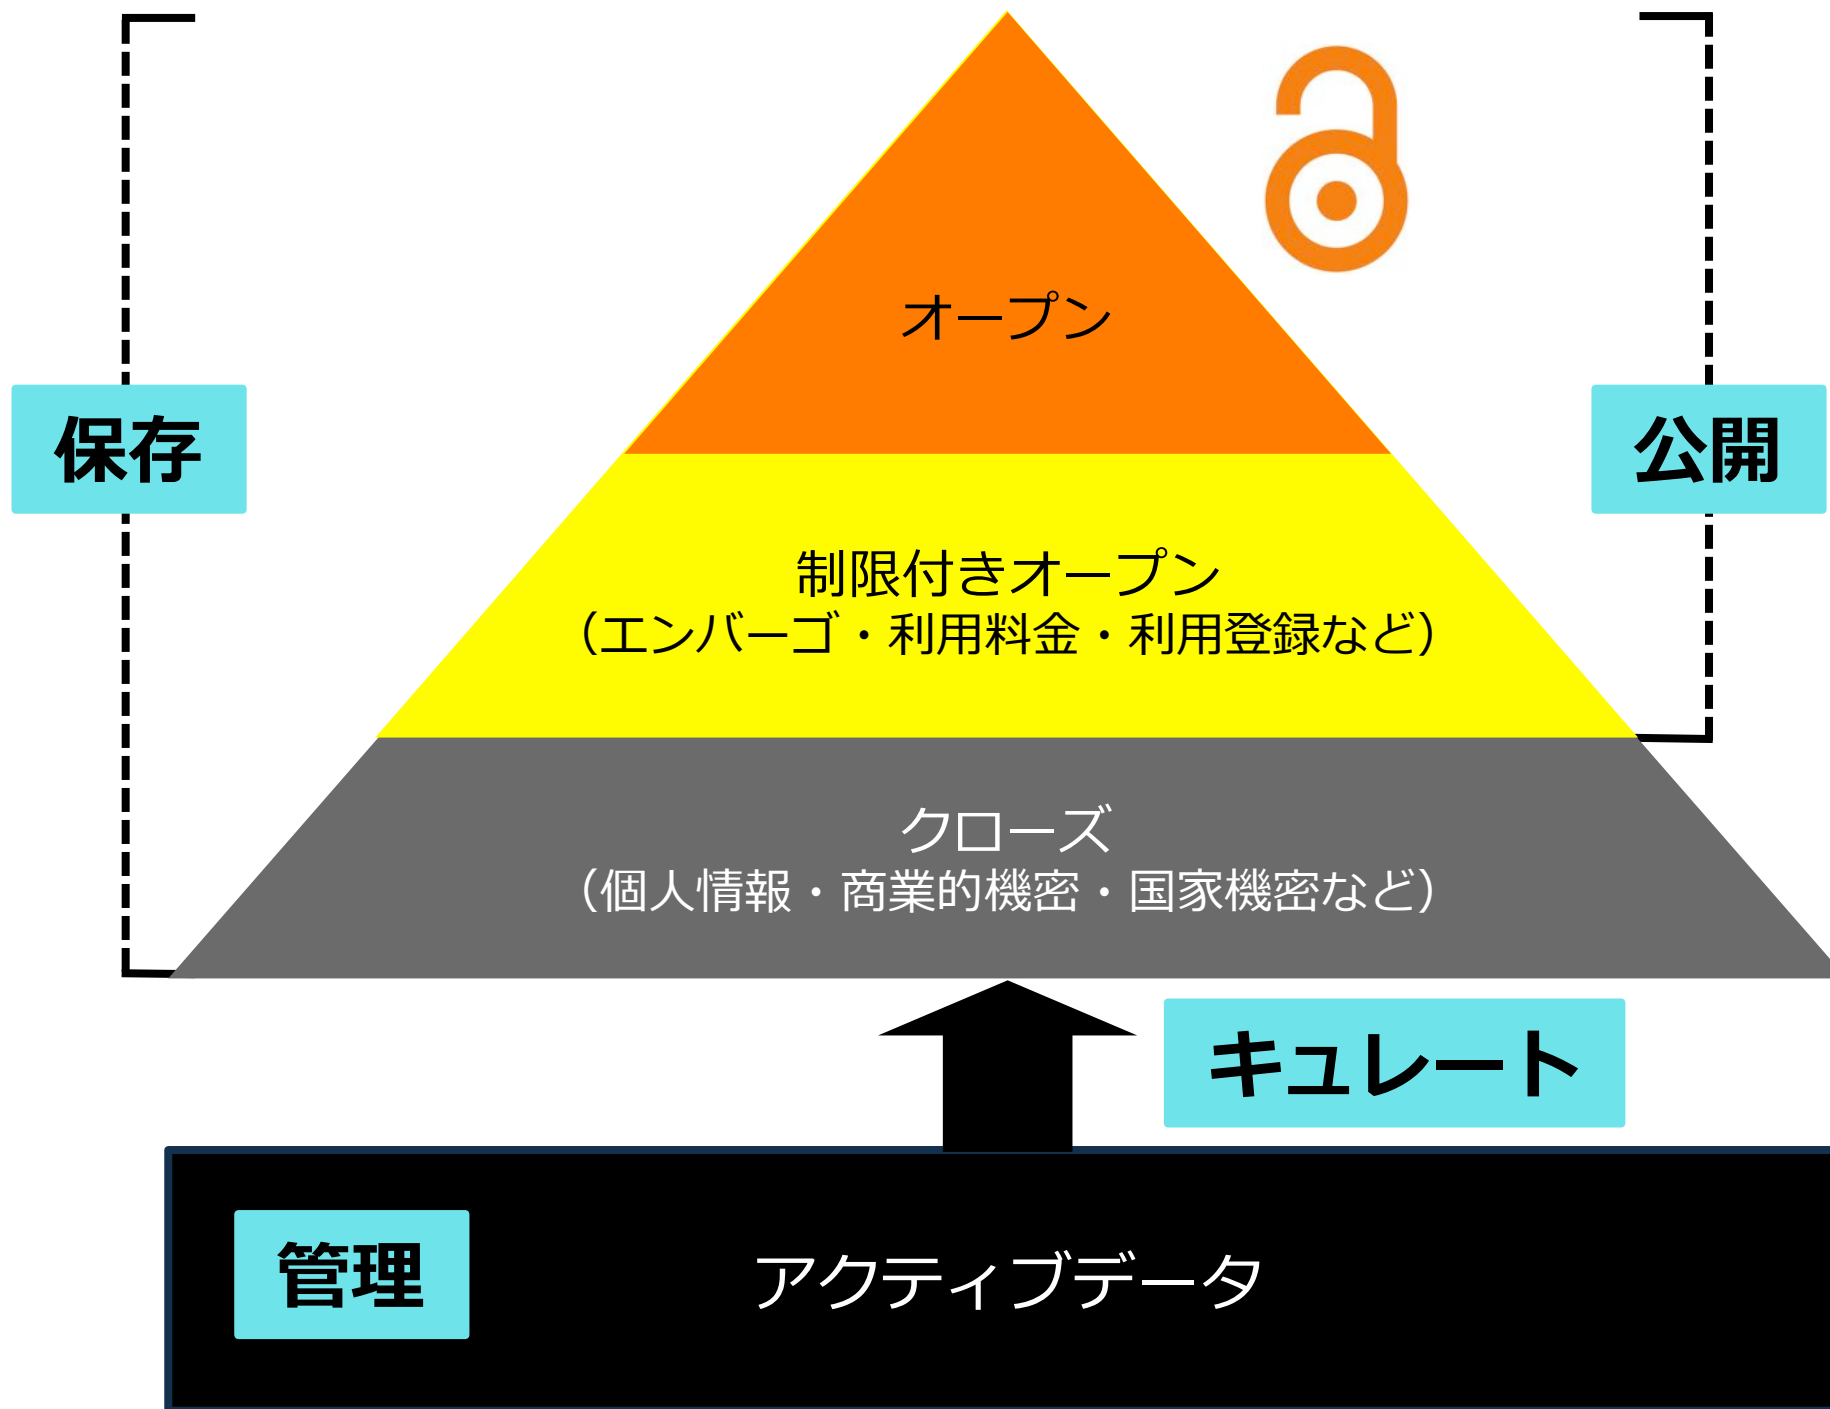 オープン
保存
公開
制限付きオープン
（エンバーゴ・利用料金・利用登録など）
クローズ
（個人情報・商業的機密・国家機密など）
キュレート
管理
アクティブデータ